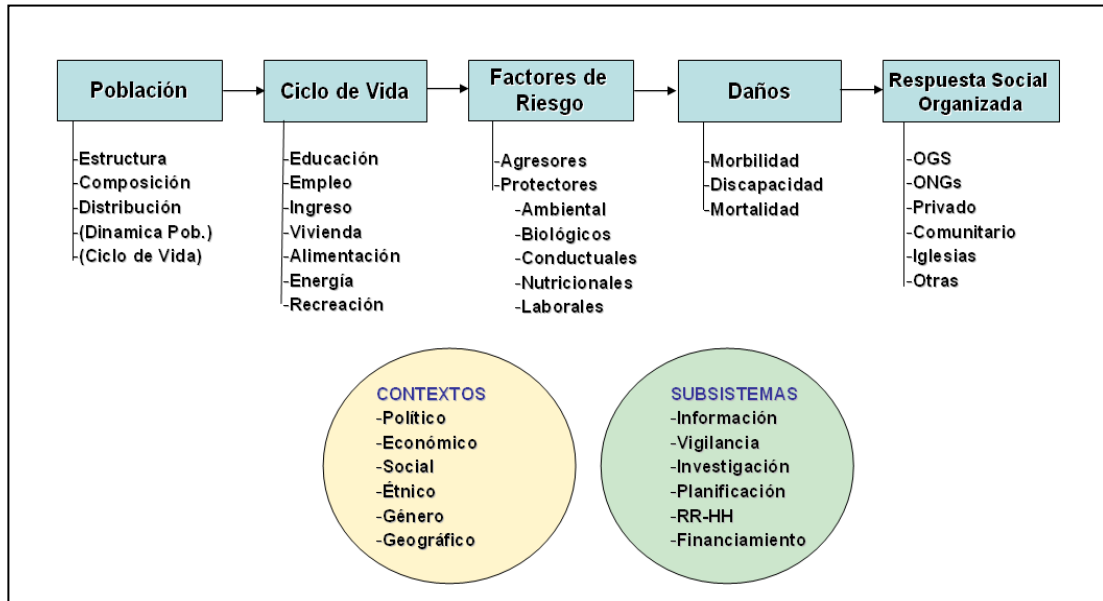 Población
-Estructura
-Composición
-Distribución
-(Dinamica Pob.)
-(Ciclo de Vida)
Ciclo de Vida
-Educación
-Empleo
-Ingreso
-Vivienda
-Alimentación
-Energía
-Recreación
Factores de
Riesgo
-Agresores
-Protectores
-Ambiental
-Biológicos
-Conductuales
-Nutricionales
-Laborales
Daños
-Morbilidad
-Discapacidad
-Mortalidad
Respuesta Social
Organizada
-OGS
-ONGs
-Privado
-Comunitario
-Iglesias
-Otras
CONTEXTOS
-Político
-Económico
-Social
-Étnico
-Género
-Geográfico
SUBSISTEMAS
-Información
-Vigilancia
-Investigación
-Planificación
-RR-HH
-Financiamiento